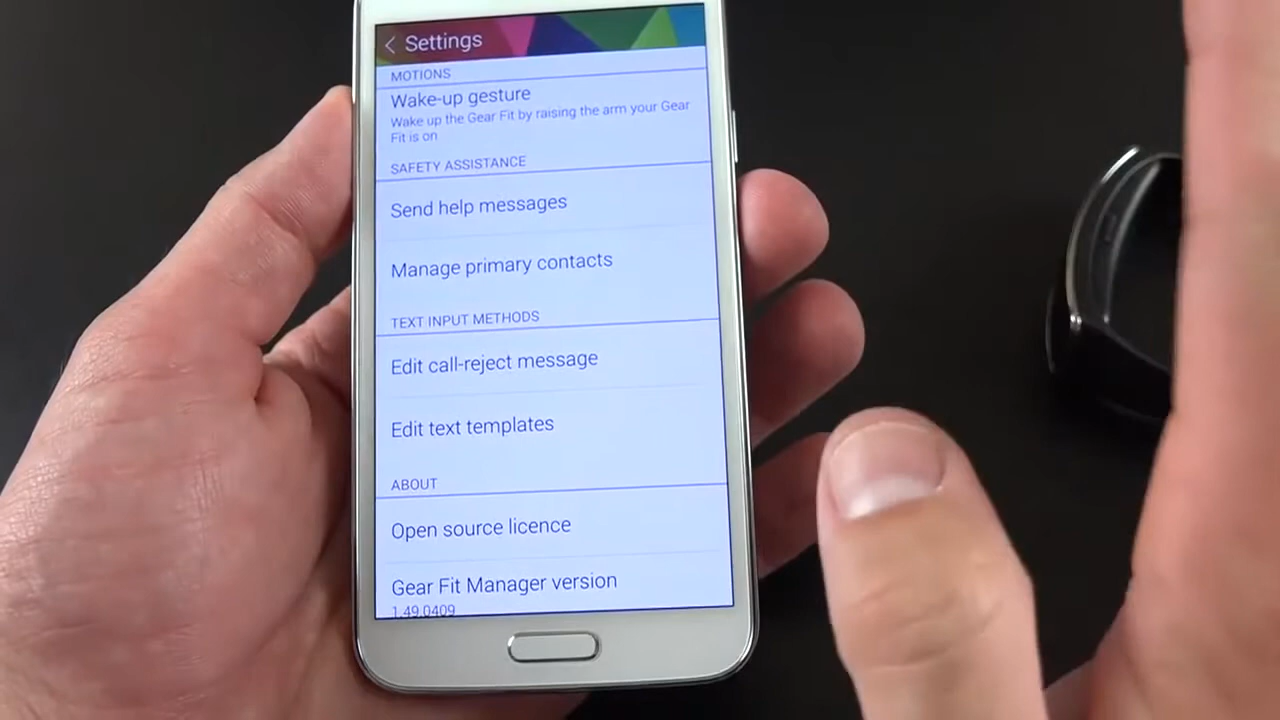 Settings
MOTIONS
Wake-up gesture
Wake up the Gear Fit by raising the arm your Gear
Fit is on
SAFETY ASSISTANCE
Send help messages
Manage primary contacts
TEXT INPUT METHODS
Edit call-reject message
Edit text templates
ABOUT
Open source licence
Gear Fit Manager version
1.49.0409